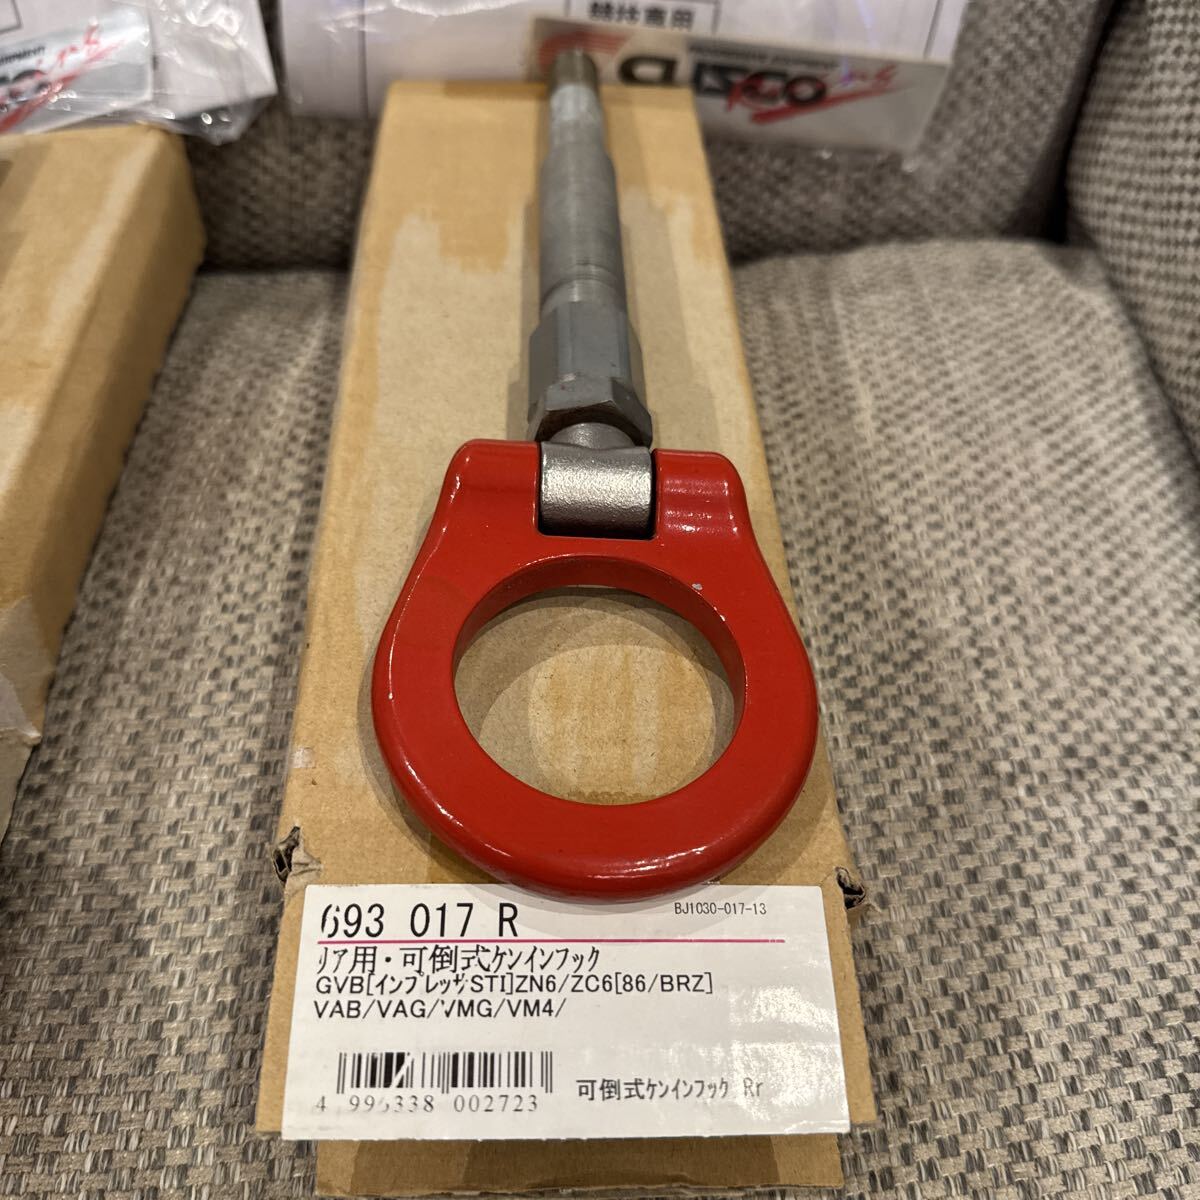 CUSCO
693 017 R
BJ1030-017-13
リア用・可倒式ケンインフック
GVB[インプレッサSTI]ZN6/ZC6[86/BRZ]
VAB/VAG/VMG/VM4/
4 996338 002723
可倒式ケンインフック Rr